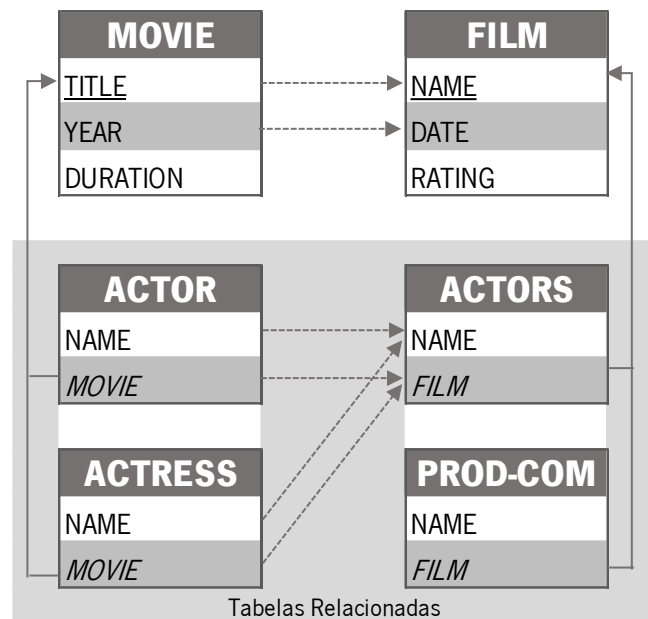 MOVIE
TITLE
YEAR
DURATION
FILM
NAME
DATE
RATING
ACTOR
NAME
MOVIE
ACTORS
NAME
FILM
ACTRESS
NAME
MOVIE
PROD-COM
NAME
FILM
Tabelas Relacionadas